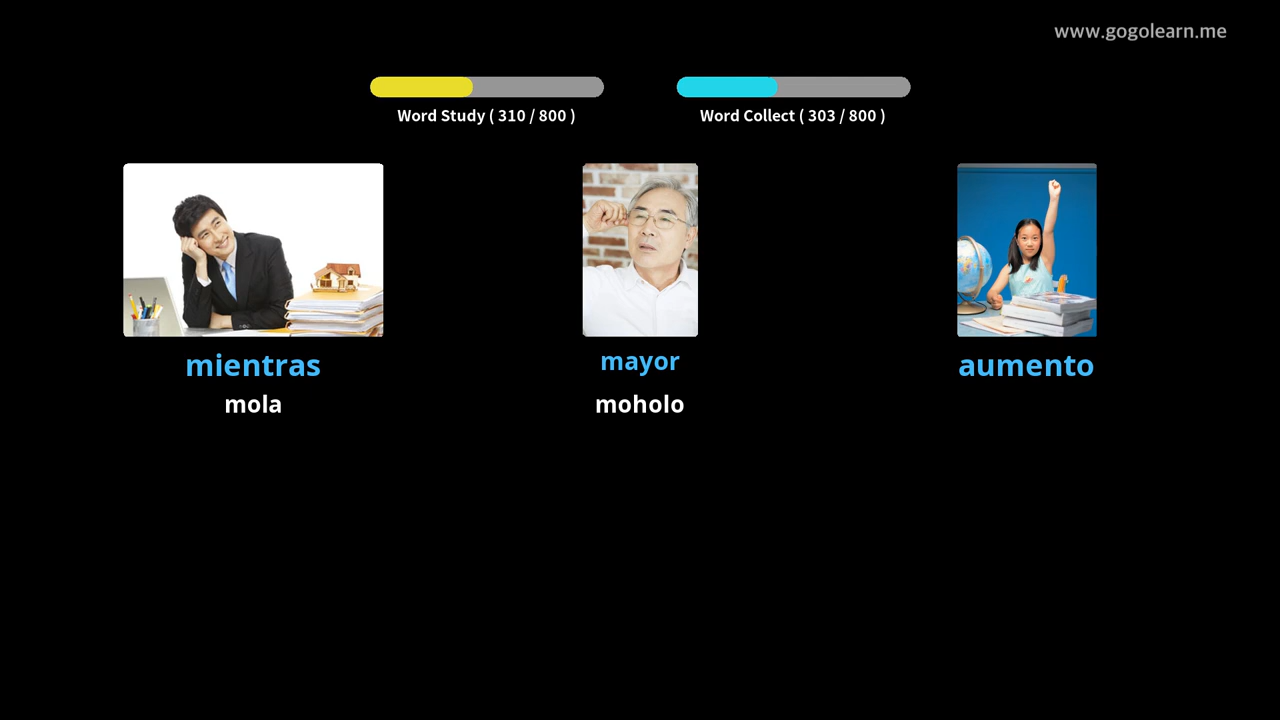 www.gogolearn.me
Word Study ( 310 / 800 )
Word Collect ( 303 / 800 )
mientras
mola
mayor
moholo
aumento